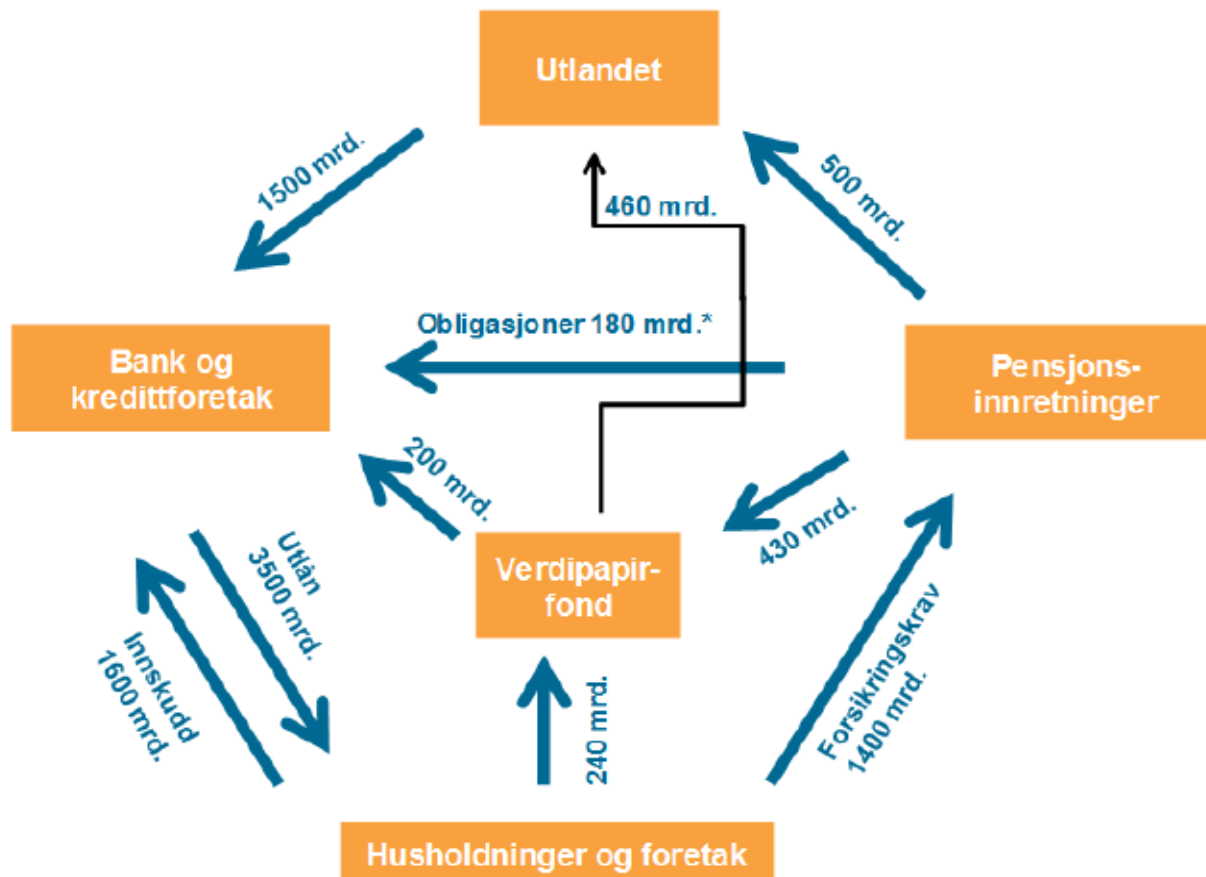 Utlandet
1500 mrd.
460 mrd.
500 mrd.
Obligasjoner 180 mrd.*
Bank og
kredittforetak
Pensjons-
innretninger
200 mrd.
430 mrd.
Verdipapir-
fond
Utlån
3500 mrd.
Innskudd
1600 mrd.
240 mrd.
Forsikringskrav
1400 mrd.
Husholdninger og foretak